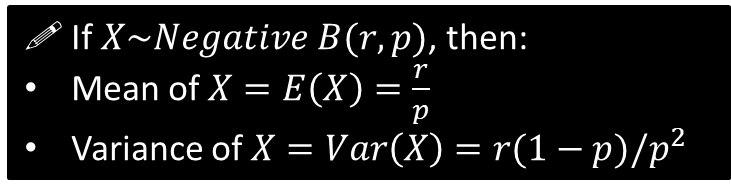 If X~Negative B(r, p), then:
• Mean of X = E(X) = r/p
• Variance of X = Var(X) = r(1 − p)/p²